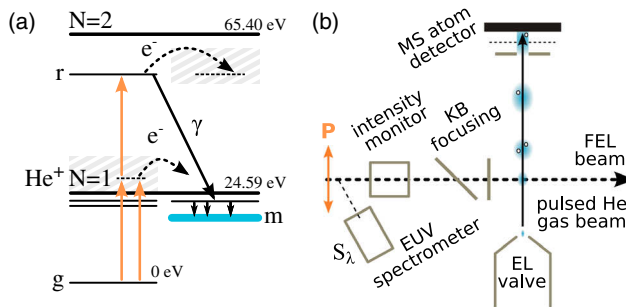 (a)
N=2
65.40 eV
e-
r
γ
e-
He+
N=1
24.59 eV
m
g
0 eV
(b)
MS atom
detector
P
intensity
monitor
KB
focusing
FEL
beam
pulsed He
gas beam
Sλ
EUV
spectrometer
EL
valve